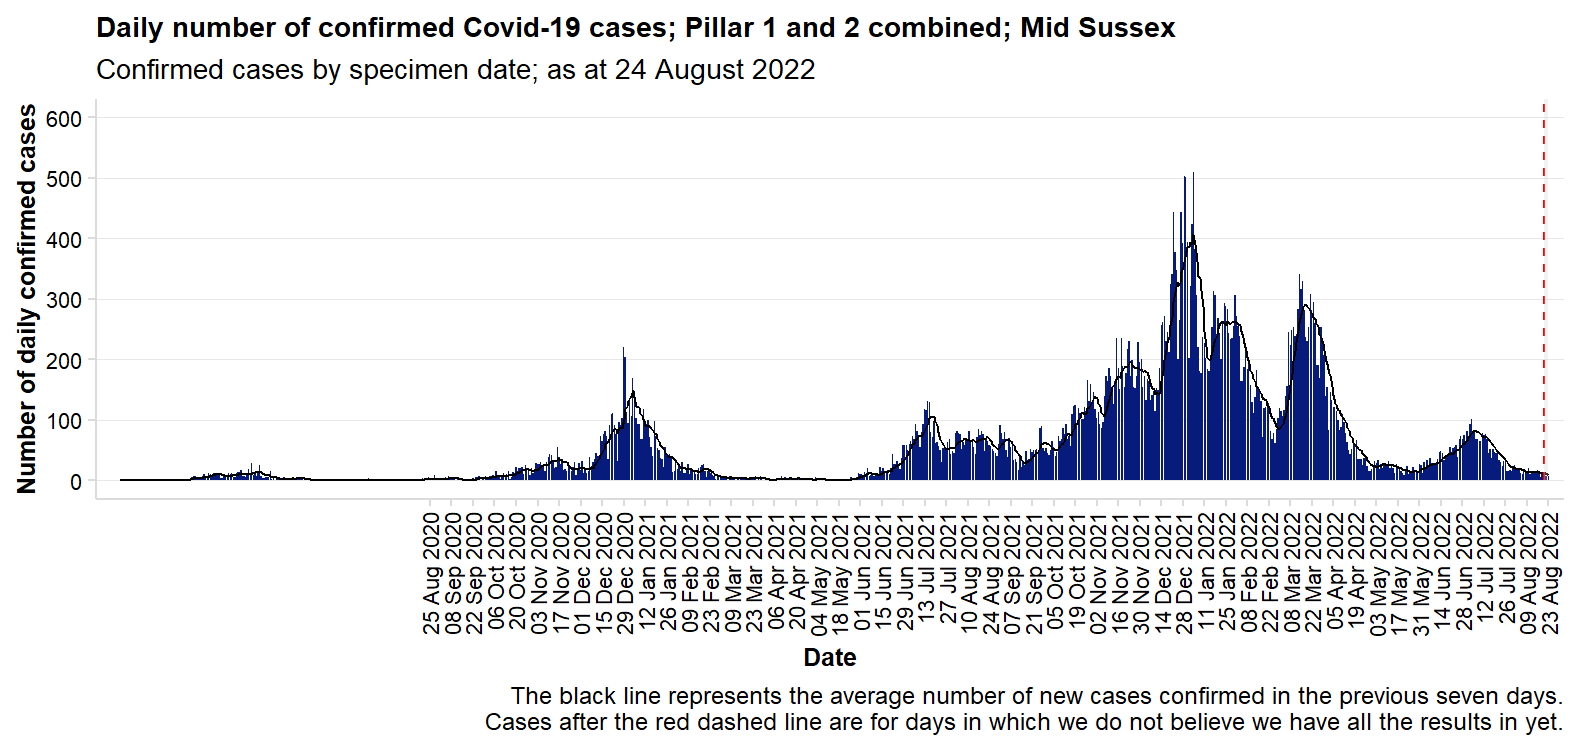 Daily number of confirmed Covid-19 cases; Pillar 1 and 2 combined; Mid Sussex
Confirmed cases by specimen date; as at 24 August 2022
Number of daily confirmed cases
600
500
400
300
200
100
0
25 Aug 2020
08 Sep 2020
22 Sep 2020
06 Oct 2020
20 Oct 2020
03 Nov 2020
17 Nov 2020
01 Dec 2020
15 Dec 2020
29 Dec 2020
12 Jan 2021
26 Jan 2021
09 Feb 2021
23 Feb 2021
09 Mar 2021
23 Mar 2021
06 Apr 2021
20 Apr 2021
04 May 2021
18 May 2021
01 Jun 2021
15 Jun 2021
29 Jun 2021
13 Jul 2021
27 Jul 2021
10 Aug 2021
24 Aug 2021
07 Sep 2021
21 Sep 2021
05 Oct 2021
19 Oct 2021
02 Nov 2021
16 Nov 2021
30 Nov 2021
14 Dec 2021
28 Dec 2021
11 Jan 2022
25 Jan 2022
08 Feb 2022
22 Feb 2022
08 Mar 2022
22 Mar 2022
05 Apr 2022
19 Apr 2022
03 May 2022
17 May 2022
31 May 2022
14 Jun 2022
28 Jun 2022
12 Jul 2022
26 Jul 2022
09 Aug 2022
23 Aug 2022
Date
The black line represents the average number of new cases confirmed in the previous seven days.
Cases after the red dashed line are for days in which we do not believe we have all the results in yet.